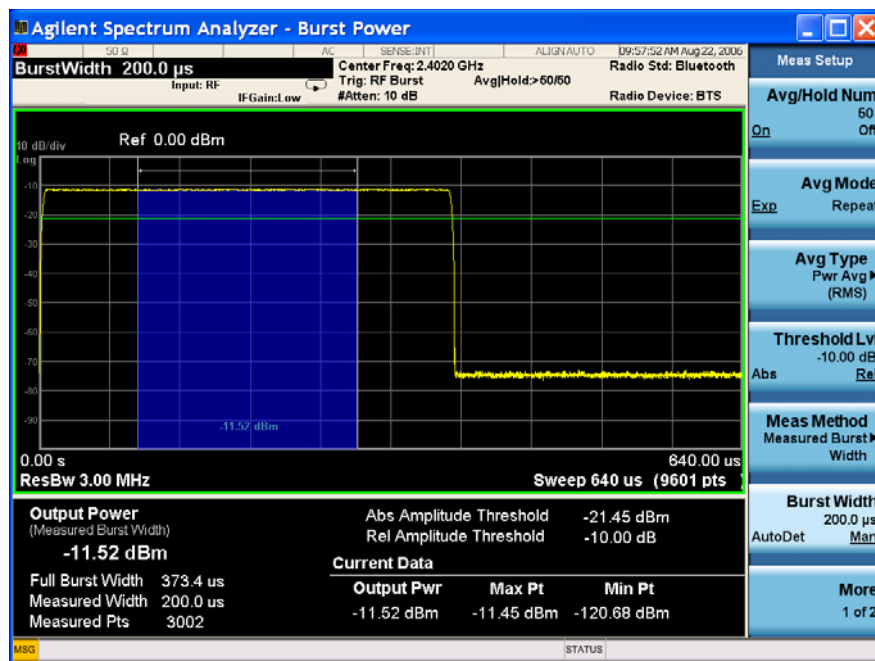 Agilent Spectrum Analyzer - Burst Power
50 Ω AC SENSE:INT ALIGN AUTO 09:57:52 AM Aug 22, 2006
BurstWidth 200.0 µs
Input: RF
IFGain:Low
Center Freq: 2.4020 GHz
Trig: RF Burst Avg|Hold:>50/50
#Atten: 10 dB
Radio Std: Bluetooth
Radio Device: BTS
10 dB/div Ref 0.00 dBm
Log
-10
-20
-30
-40
-50
-60
-70
-80
-90
-11.52 dBm
0.00 s 640.00 us
ResBw 3.00 MHz Sweep 640 us (9601 pts
Output Power
(Measured Burst Width)
-11.52 dBm
Full Burst Width 373.4 us
Measured Width 200.0 us
Measured Pts 3002
Abs Amplitude Threshold -21.45 dBm
Rel Amplitude Threshold -10.00 dB
Current Data
Output Pwr Max Pt Min Pt
-11.52 dBm -11.45 dBm -120.68 dBm
MSG STATUS
Meas Setup
Avg/Hold Num
50
On Off
Avg Mode
Exp Repeat
Avg Type
Pwr Avg
(RMS)
Threshold Lvl
-10.00 dB
Abs Rel
Meas Method
Measured Burst
Width
Burst Width
200.0 µs
AutoDet Man
More
1 of 2